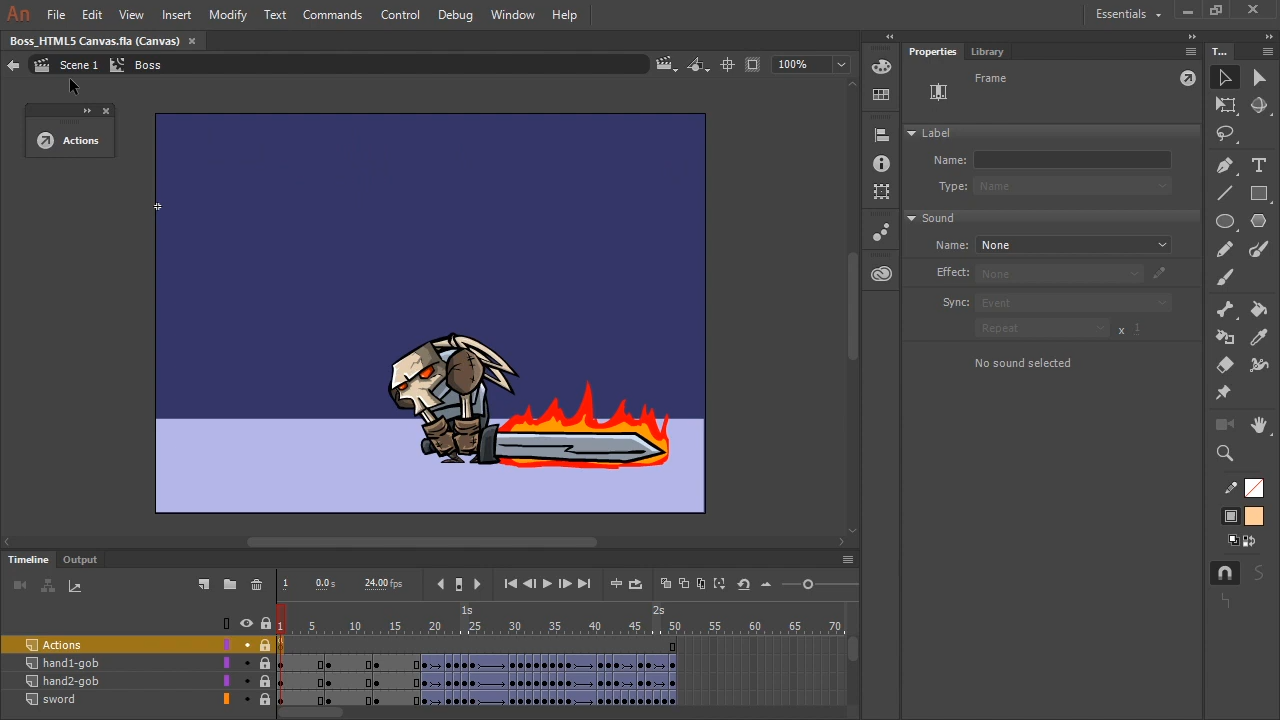 An File Edit View Insert Modify Text Commands Control Debug Window Help Essentials
Boss_HTML5 Canvas.fla (Canvas) ×
Scene 1 Boss 100%
Properties Library T...
Frame
Actions
Label
Name:
Type: Name
Sound
Name: None
Effect: None
Sync: Event
Repeat x 1
No sound selected
Timeline Output
1 0.0 s 24.00 fps
1s 2s
1 5 10 15 20 25 30 35 40 45 50 55 60 65 70
Actions
hand1-gob
hand2-gob
sword